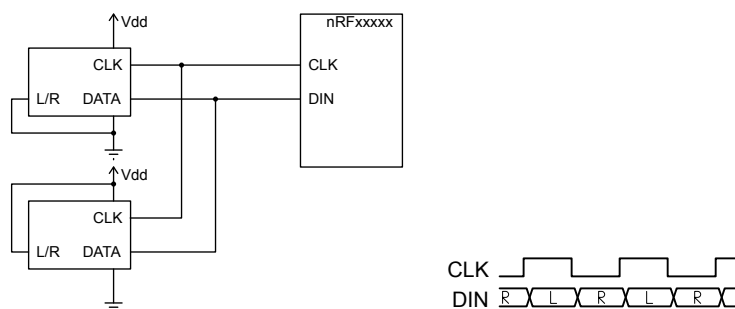 Vdd
nRFxxxxx
CLK
CLK
L/R DATA
DIN
Vdd
CLK
L/R DATA
CLK
DIN R L R L R